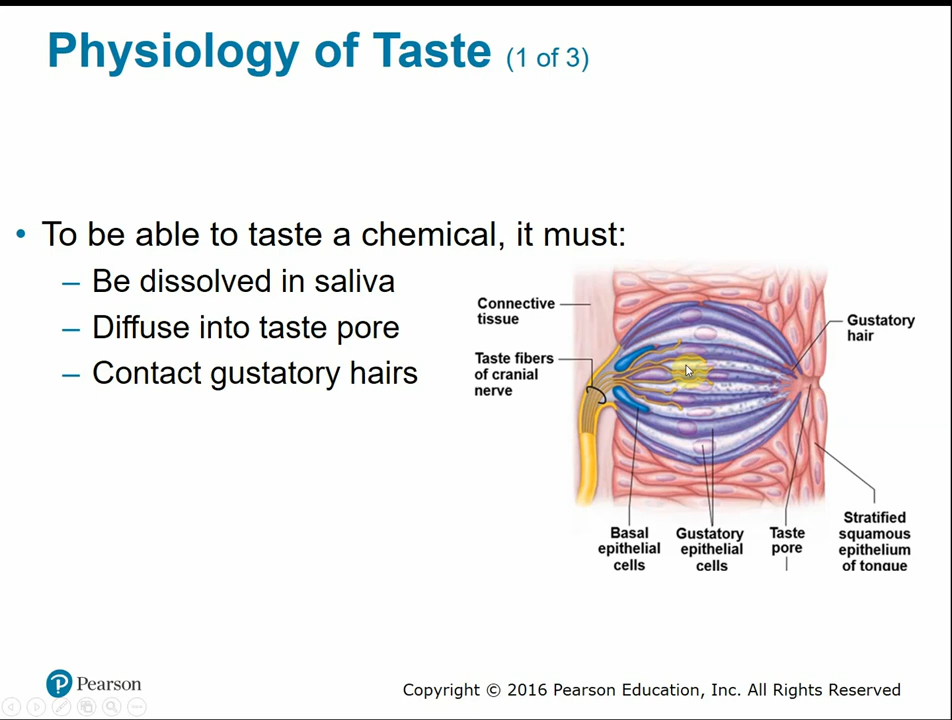 Physiology of Taste (1 of 3)
• To be able to taste a chemical, it must:
– Be dissolved in saliva
– Diffuse into taste pore
– Contact gustatory hairs
Connective
tissue
Gustatory
hair
Taste fibers
of cranial
nerve
Basal
epithelial
cells
Gustatory
epithelial
cells
Taste
pore
Stratified
squamous
epithelium
of tongue
P Pearson
Copyright © 2016 Pearson Education, Inc. All Rights Reserved